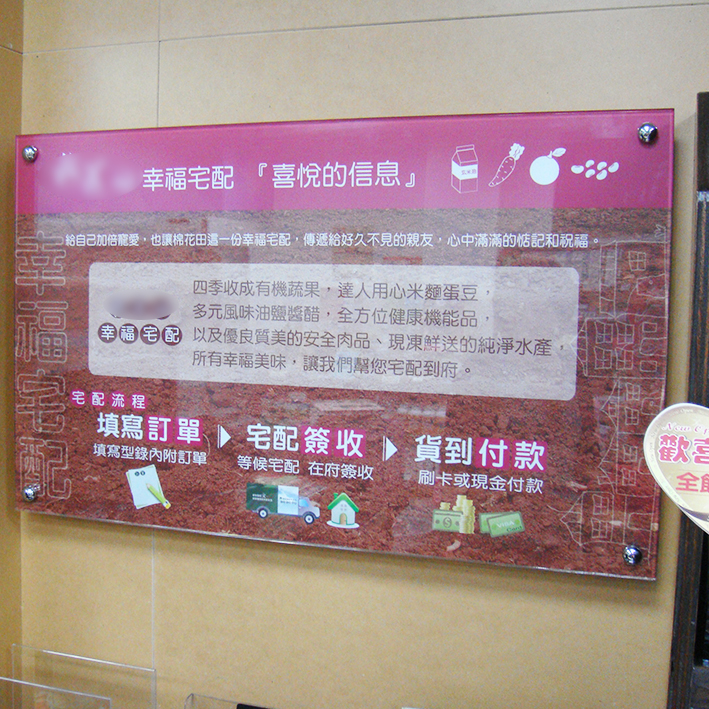 幸福宅配 『喜悅的信息』
給自己加倍寵愛，也讓棉花田這一份幸福宅配，傳遞給好久不見的親友，心中滿滿的惦記和祝福。
幸福宅配
幸福宅配
四季收成有機蔬果，達人用心米麵蛋豆，
多元風味油鹽醬醋，全方位健康機能品，
以及優良質美的安全肉品、現凍鮮送的純淨水產，
所有幸福美味，讓我們幫您宅配到府。
宅配流程
填寫訂單 宅配簽收 貨到付款
填寫型錄內附訂單 等候宅配 在府簽收 刷卡或現金付款
歡喜
全館